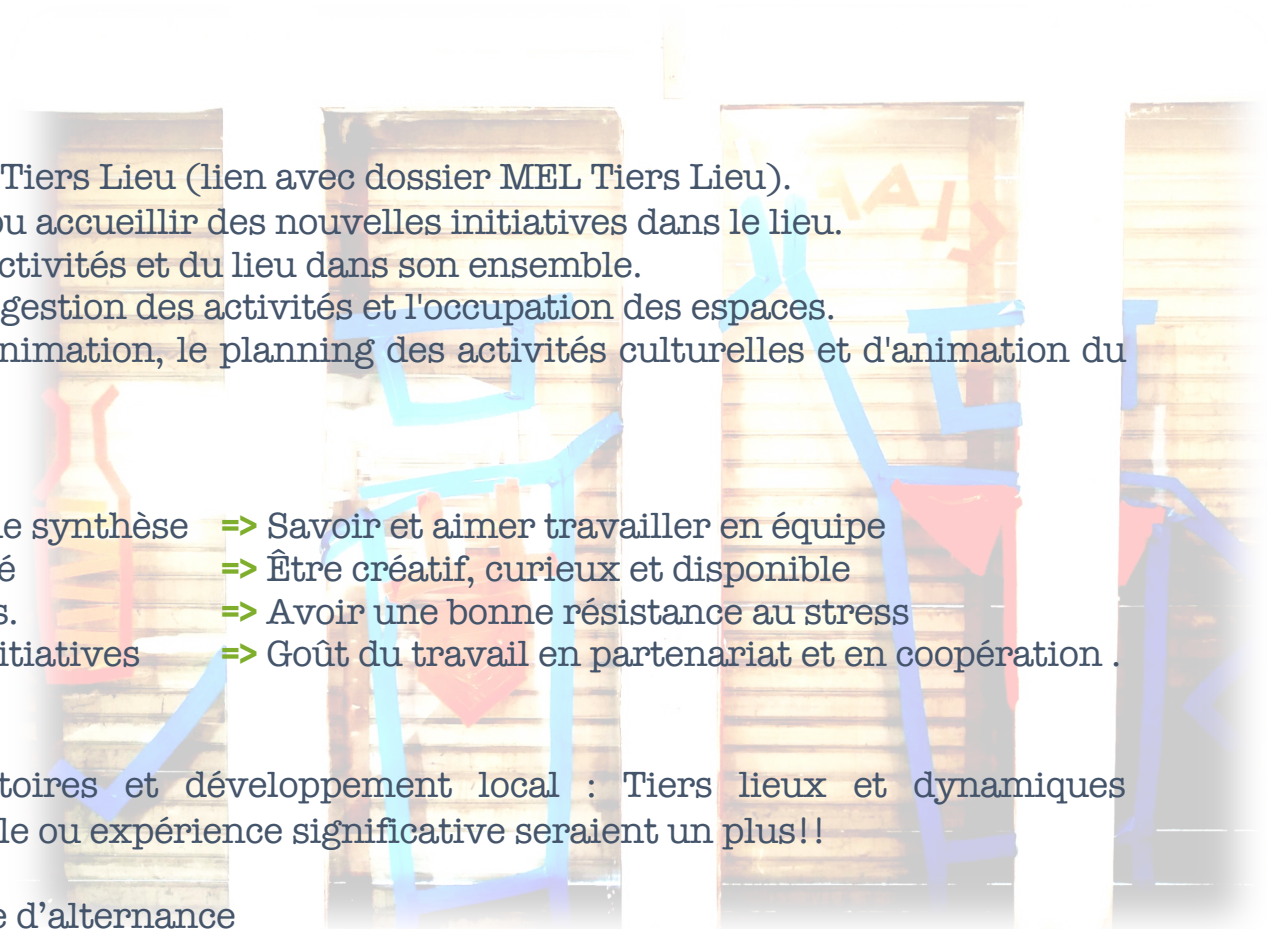 Tiers Lieu (lien avec dossier MEL Tiers Lieu).
ou accueillir des nouvelles initiatives dans le lieu.
ctivités et du lieu dans son ensemble.
gestion des activités et l'occupation des espaces.
nimation, le planning des activités culturelles et d'animation du
e synthèse => Savoir et aimer travailler en équipe
é => Être créatif, curieux et disponible
s. => Avoir une bonne résistance au stress
itiatives => Goût du travail en partenariat et en coopération .
toires et développement local : Tiers lieux et dynamiques
le ou expérience significative seraient un plus!!
e d’alternance